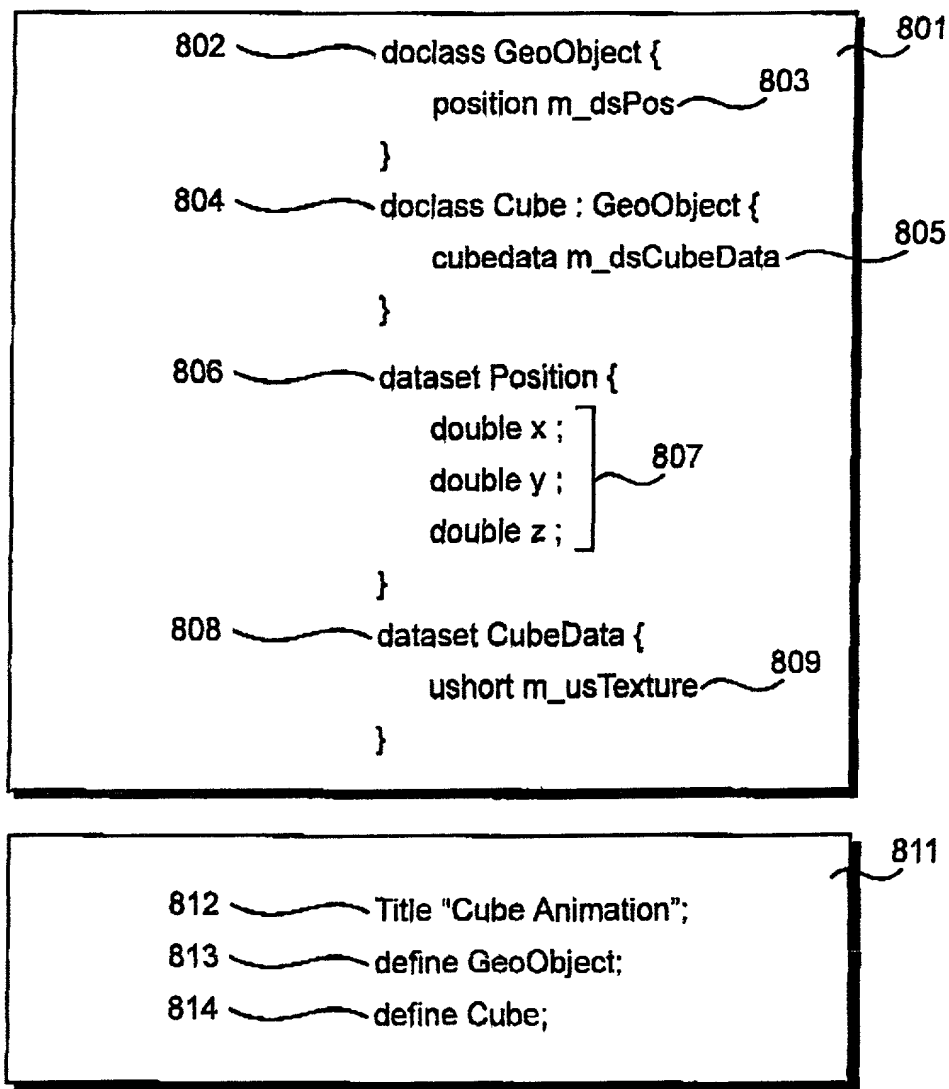 801
802 doclass GeoObject {
position m_dsPos 803
}
804 doclass Cube : GeoObject {
cubedata m_dsCubeData 805
}
806 dataset Position {
double x ;
double y ; 807
double z ;
}
808 dataset CubeData {
ushort m_usTexture 809
}
811
812 Title "Cube Animation";
813 define GeoObject;
814 define Cube;